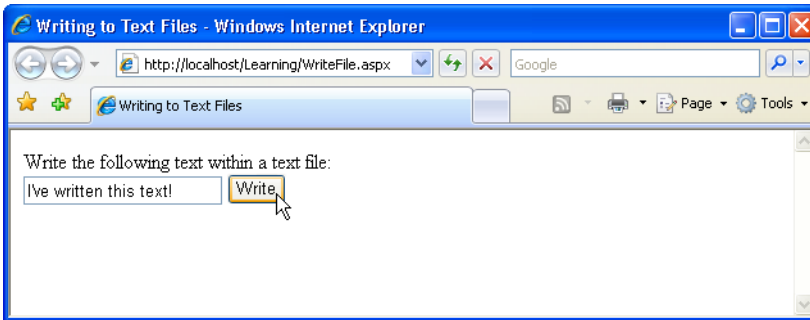 Writing to Text Files - Windows Internet Explorer
http://localhost/Learning/WriteFile.aspx Google
Writing to Text Files Page Tools
Write the following text within a text file:
I've written this text! Write